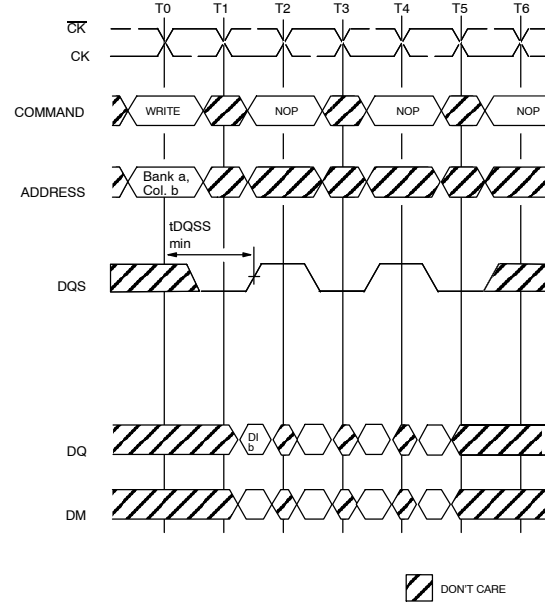 T0 T1 T2 T3 T4 T5 T6
CK
CK
COMMAND WRITE NOP NOP NOP
ADDRESS Bank a,
Col. b
tDQSS
min
DQS
DQ DI
b
DM
DON'T CARE